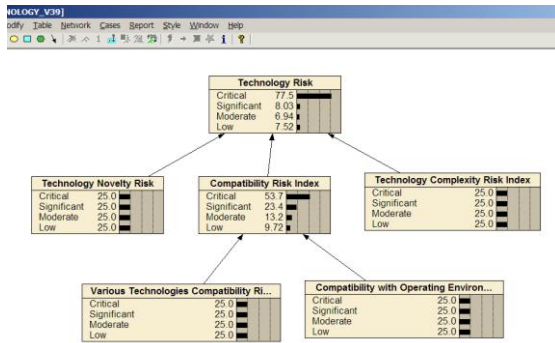 NOLOGY_V39]
odify Table Network Cases Report Style Window Help
Technology Risk
Critical 77.5
Significant 8.03
Moderate 6.94
Low 7.52
Technology Novelty Risk
Critical 25.0
Significant 25.0
Moderate 25.0
Low 25.0
Compatibility Risk Index
Critical 53.7
Significant 23.4
Moderate 13.2
Low 9.72
Technology Complexity Risk Index
Critical 25.0
Significant 25.0
Moderate 25.0
Low 25.0
Various Technologies Compatibility Ri...
Critical 25.0
Significant 25.0
Moderate 25.0
Low 25.0
Compatibility with Operating Environ...
Critical 25.0
Significant 25.0
Moderate 25.0
Low 25.0